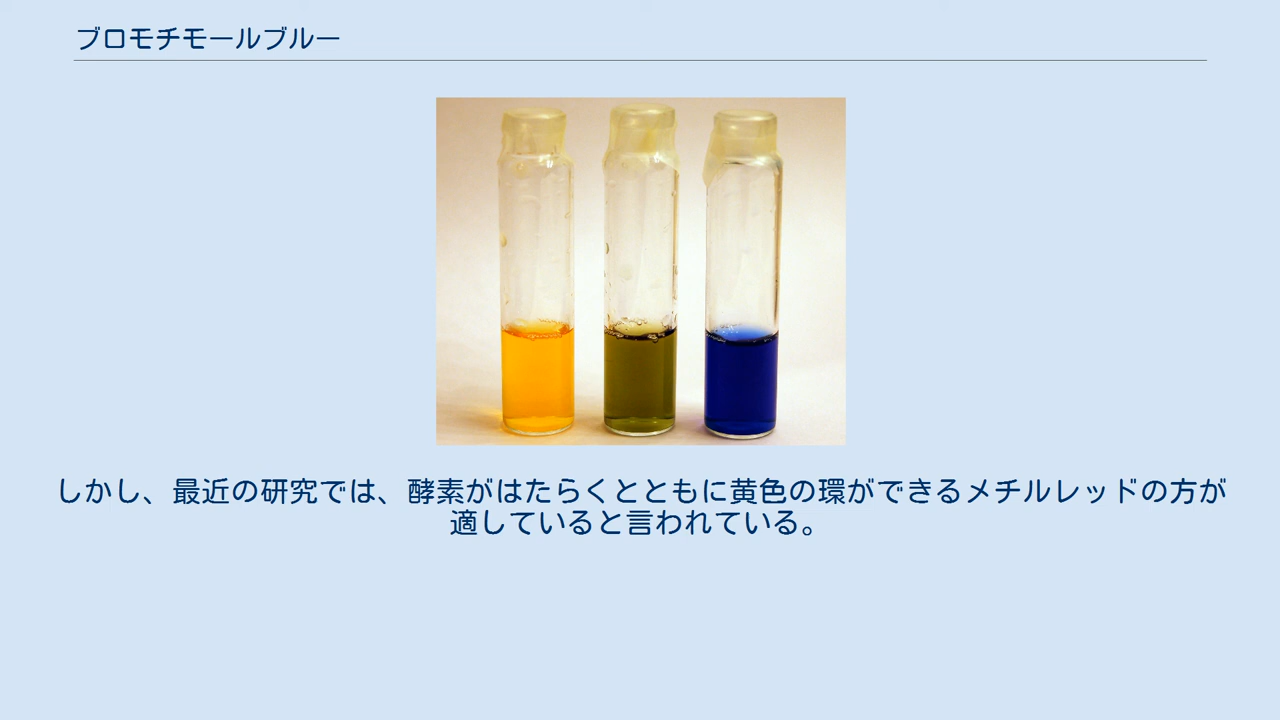 ブロモチモールブルー
しかし、最近の研究では、酵素がはたらくとともに黄色の環ができるメチルレッドの方が
適していると言われている。